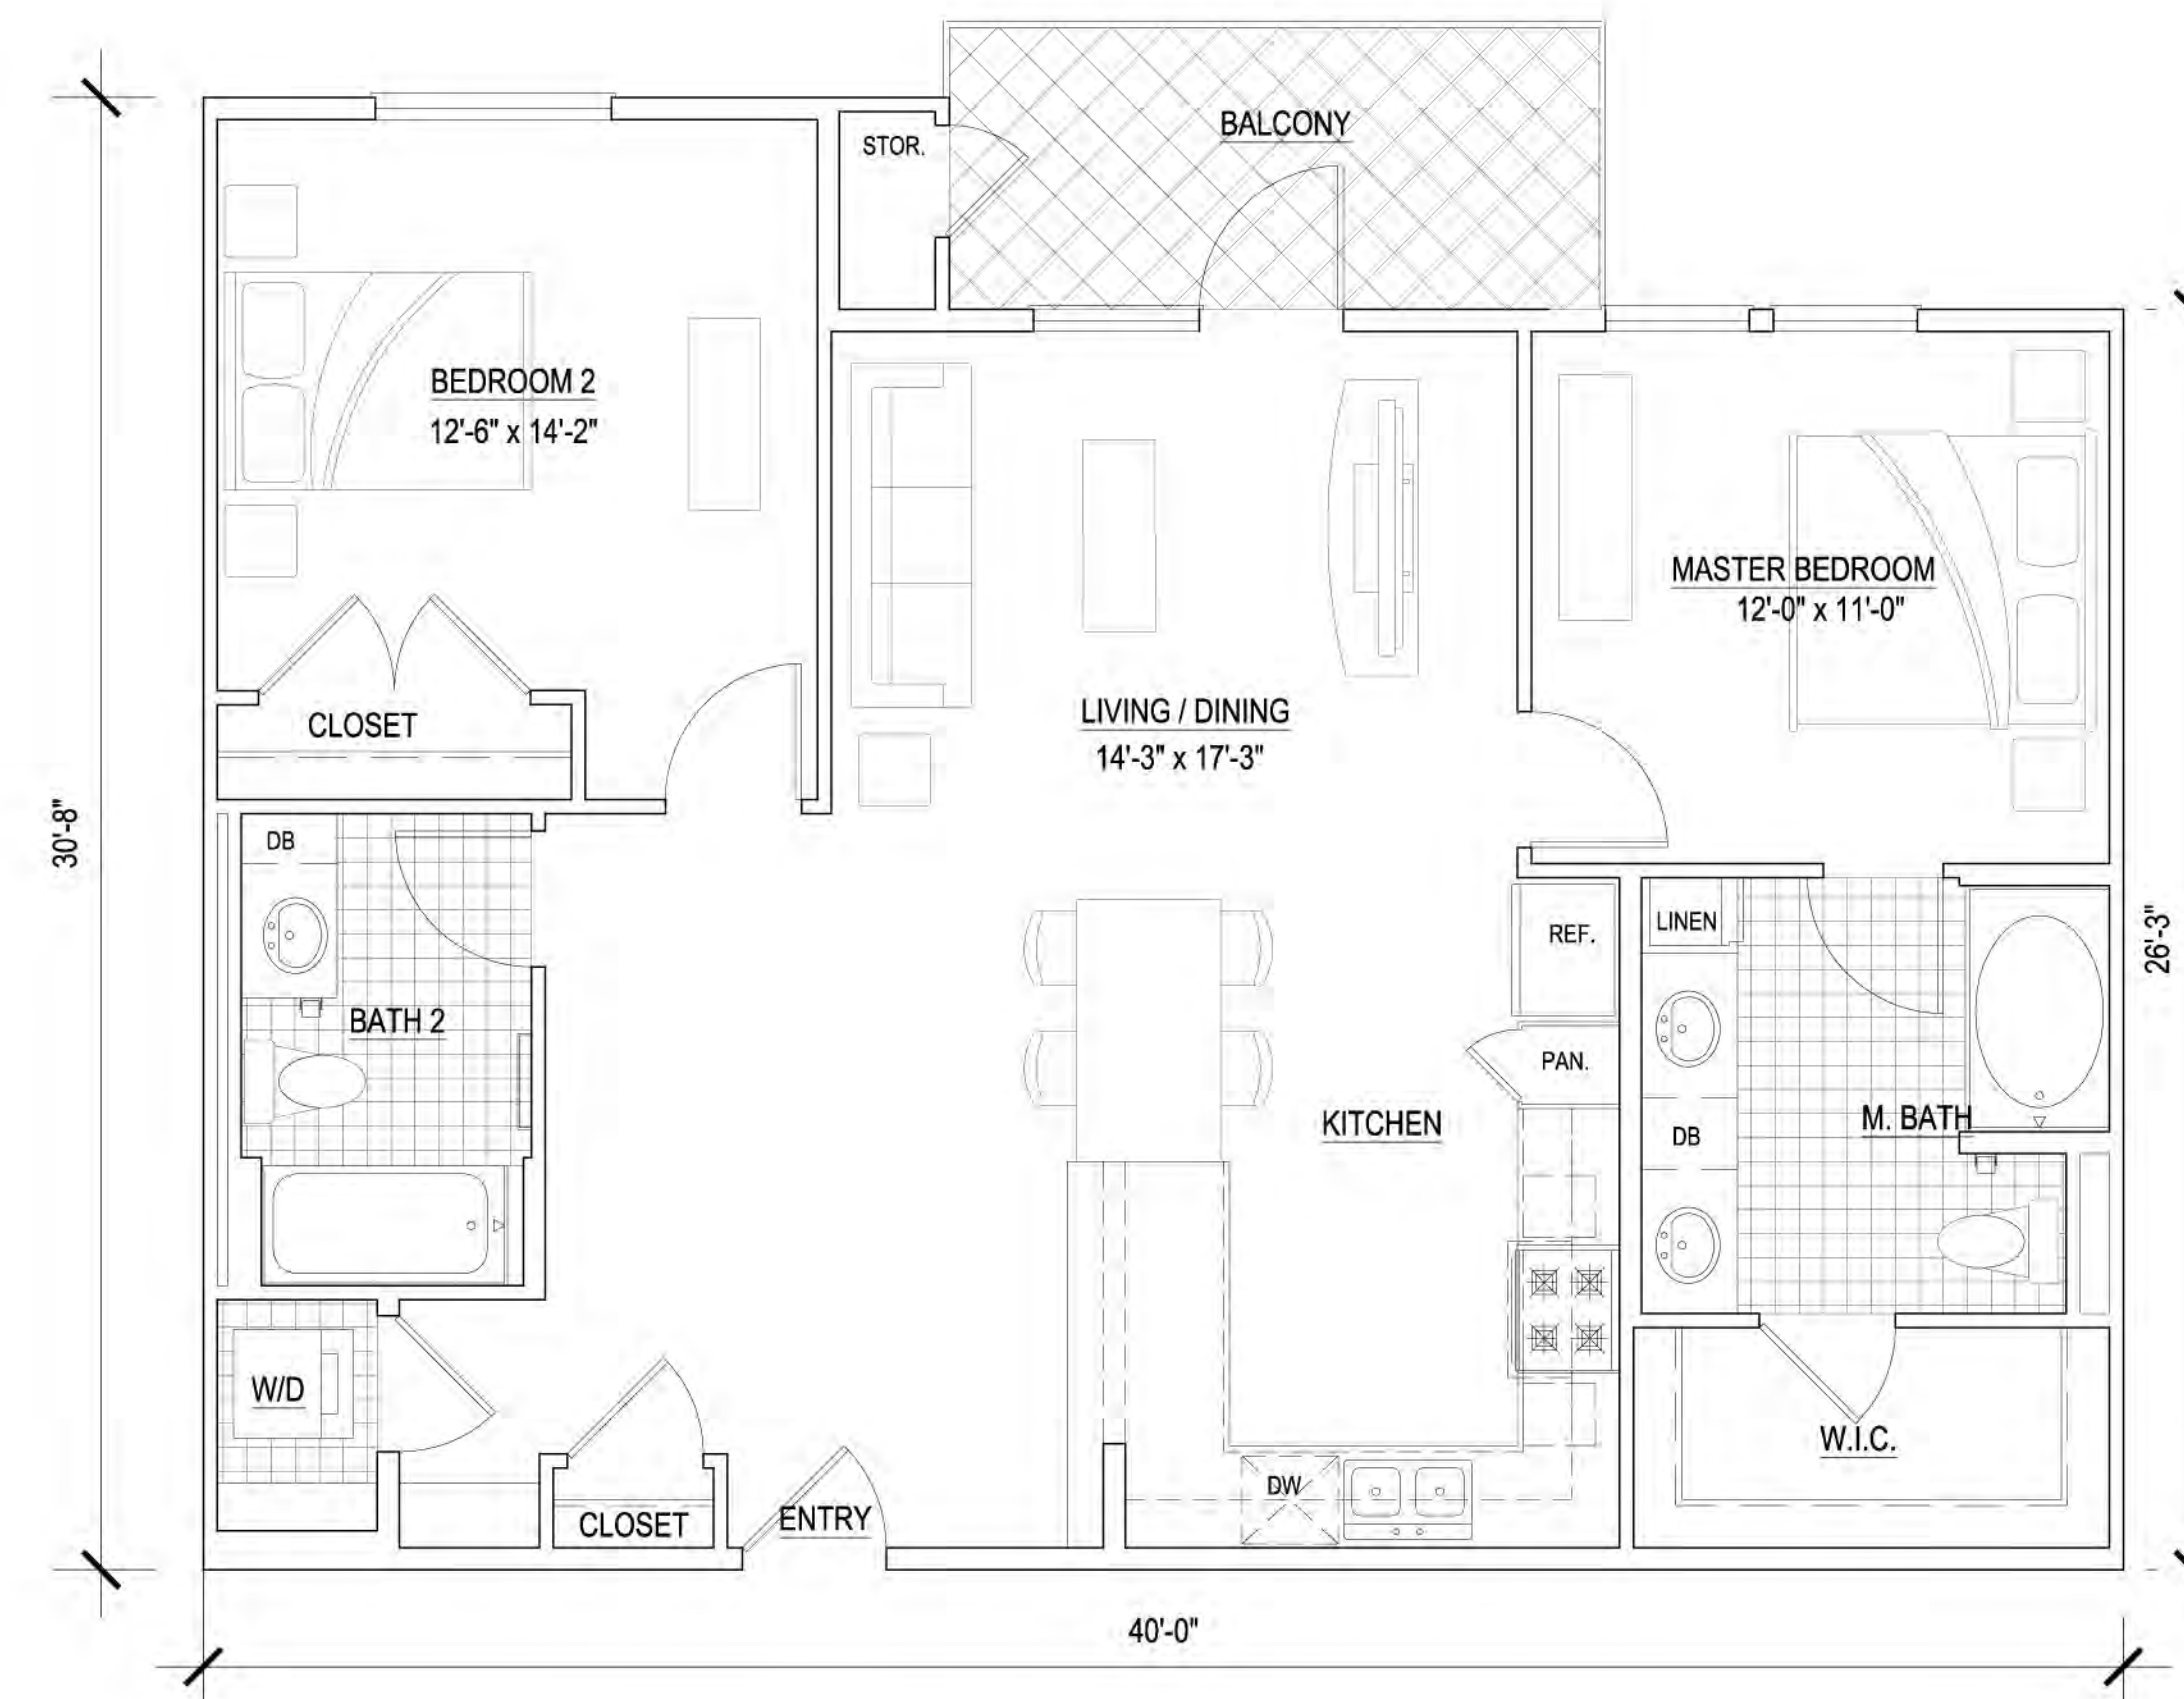 BALCONY
STOR.
BEDROOM 2
12'-6" x 14'-2"
MASTER BEDROOM
12'-0" x 11'-0"
LIVING / DINING
14'-3" x 17'-3"
CLOSET
30'-8"
DB
LINEN
REF.
26'-3"
BATH 2
PAN.
KITCHEN
M. BATH
DB
W/D
W.I.C.
DW
CLOSET
ENTRY
40'-0"